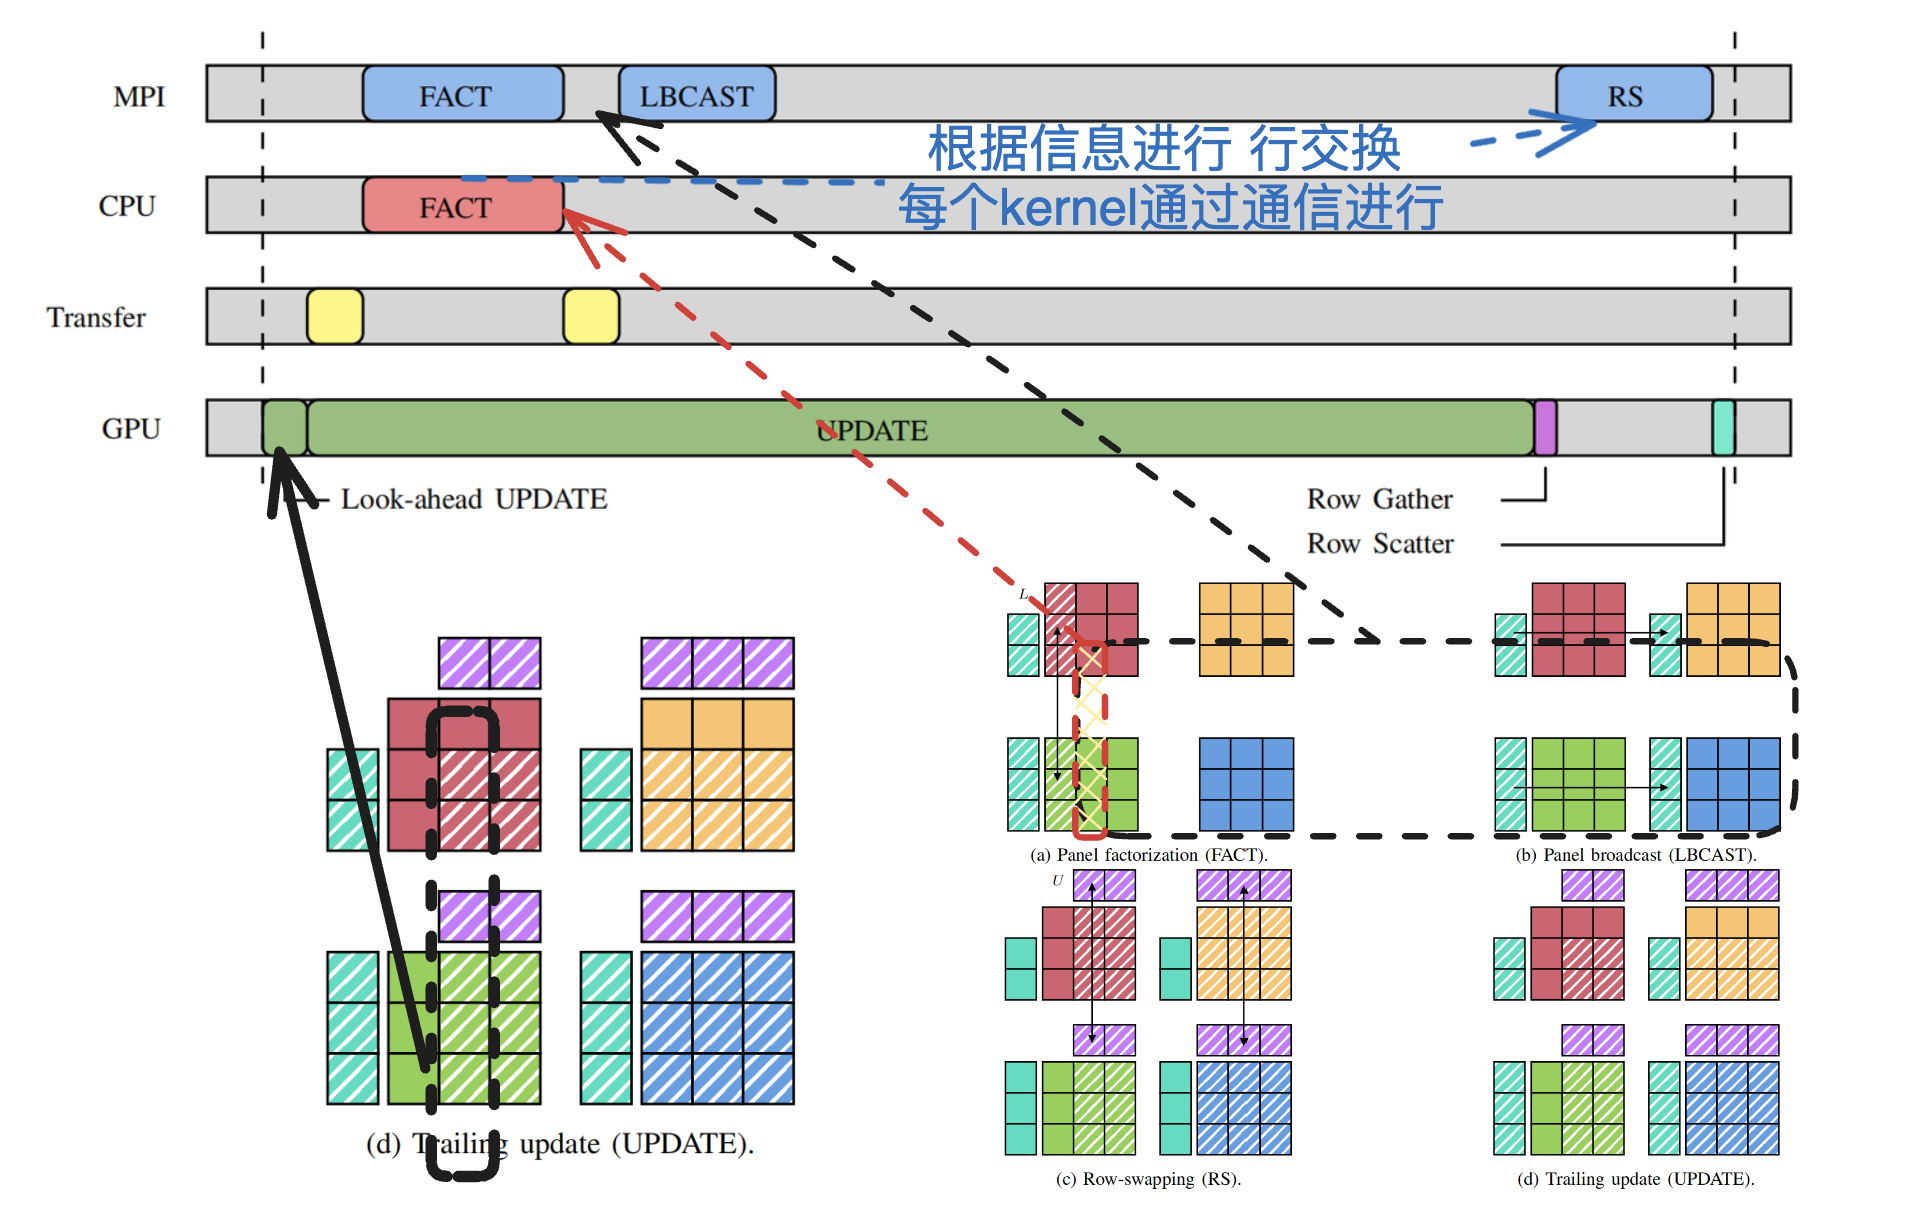 MPI
FACT
LBCAST
RS
根据信息进行 行交换
CPU
FACT
每个kernel通过通信进行
Transfer
GPU
UPDATE
Look-ahead UPDATE
Row Gather
Row Scatter
L
(a) Panel factorization (FACT).
(b) Panel broadcast (LBCAST).
U
(d) Trailing update (UPDATE).
(c) Row-swapping (RS).
(d) Trailing update (UPDATE).